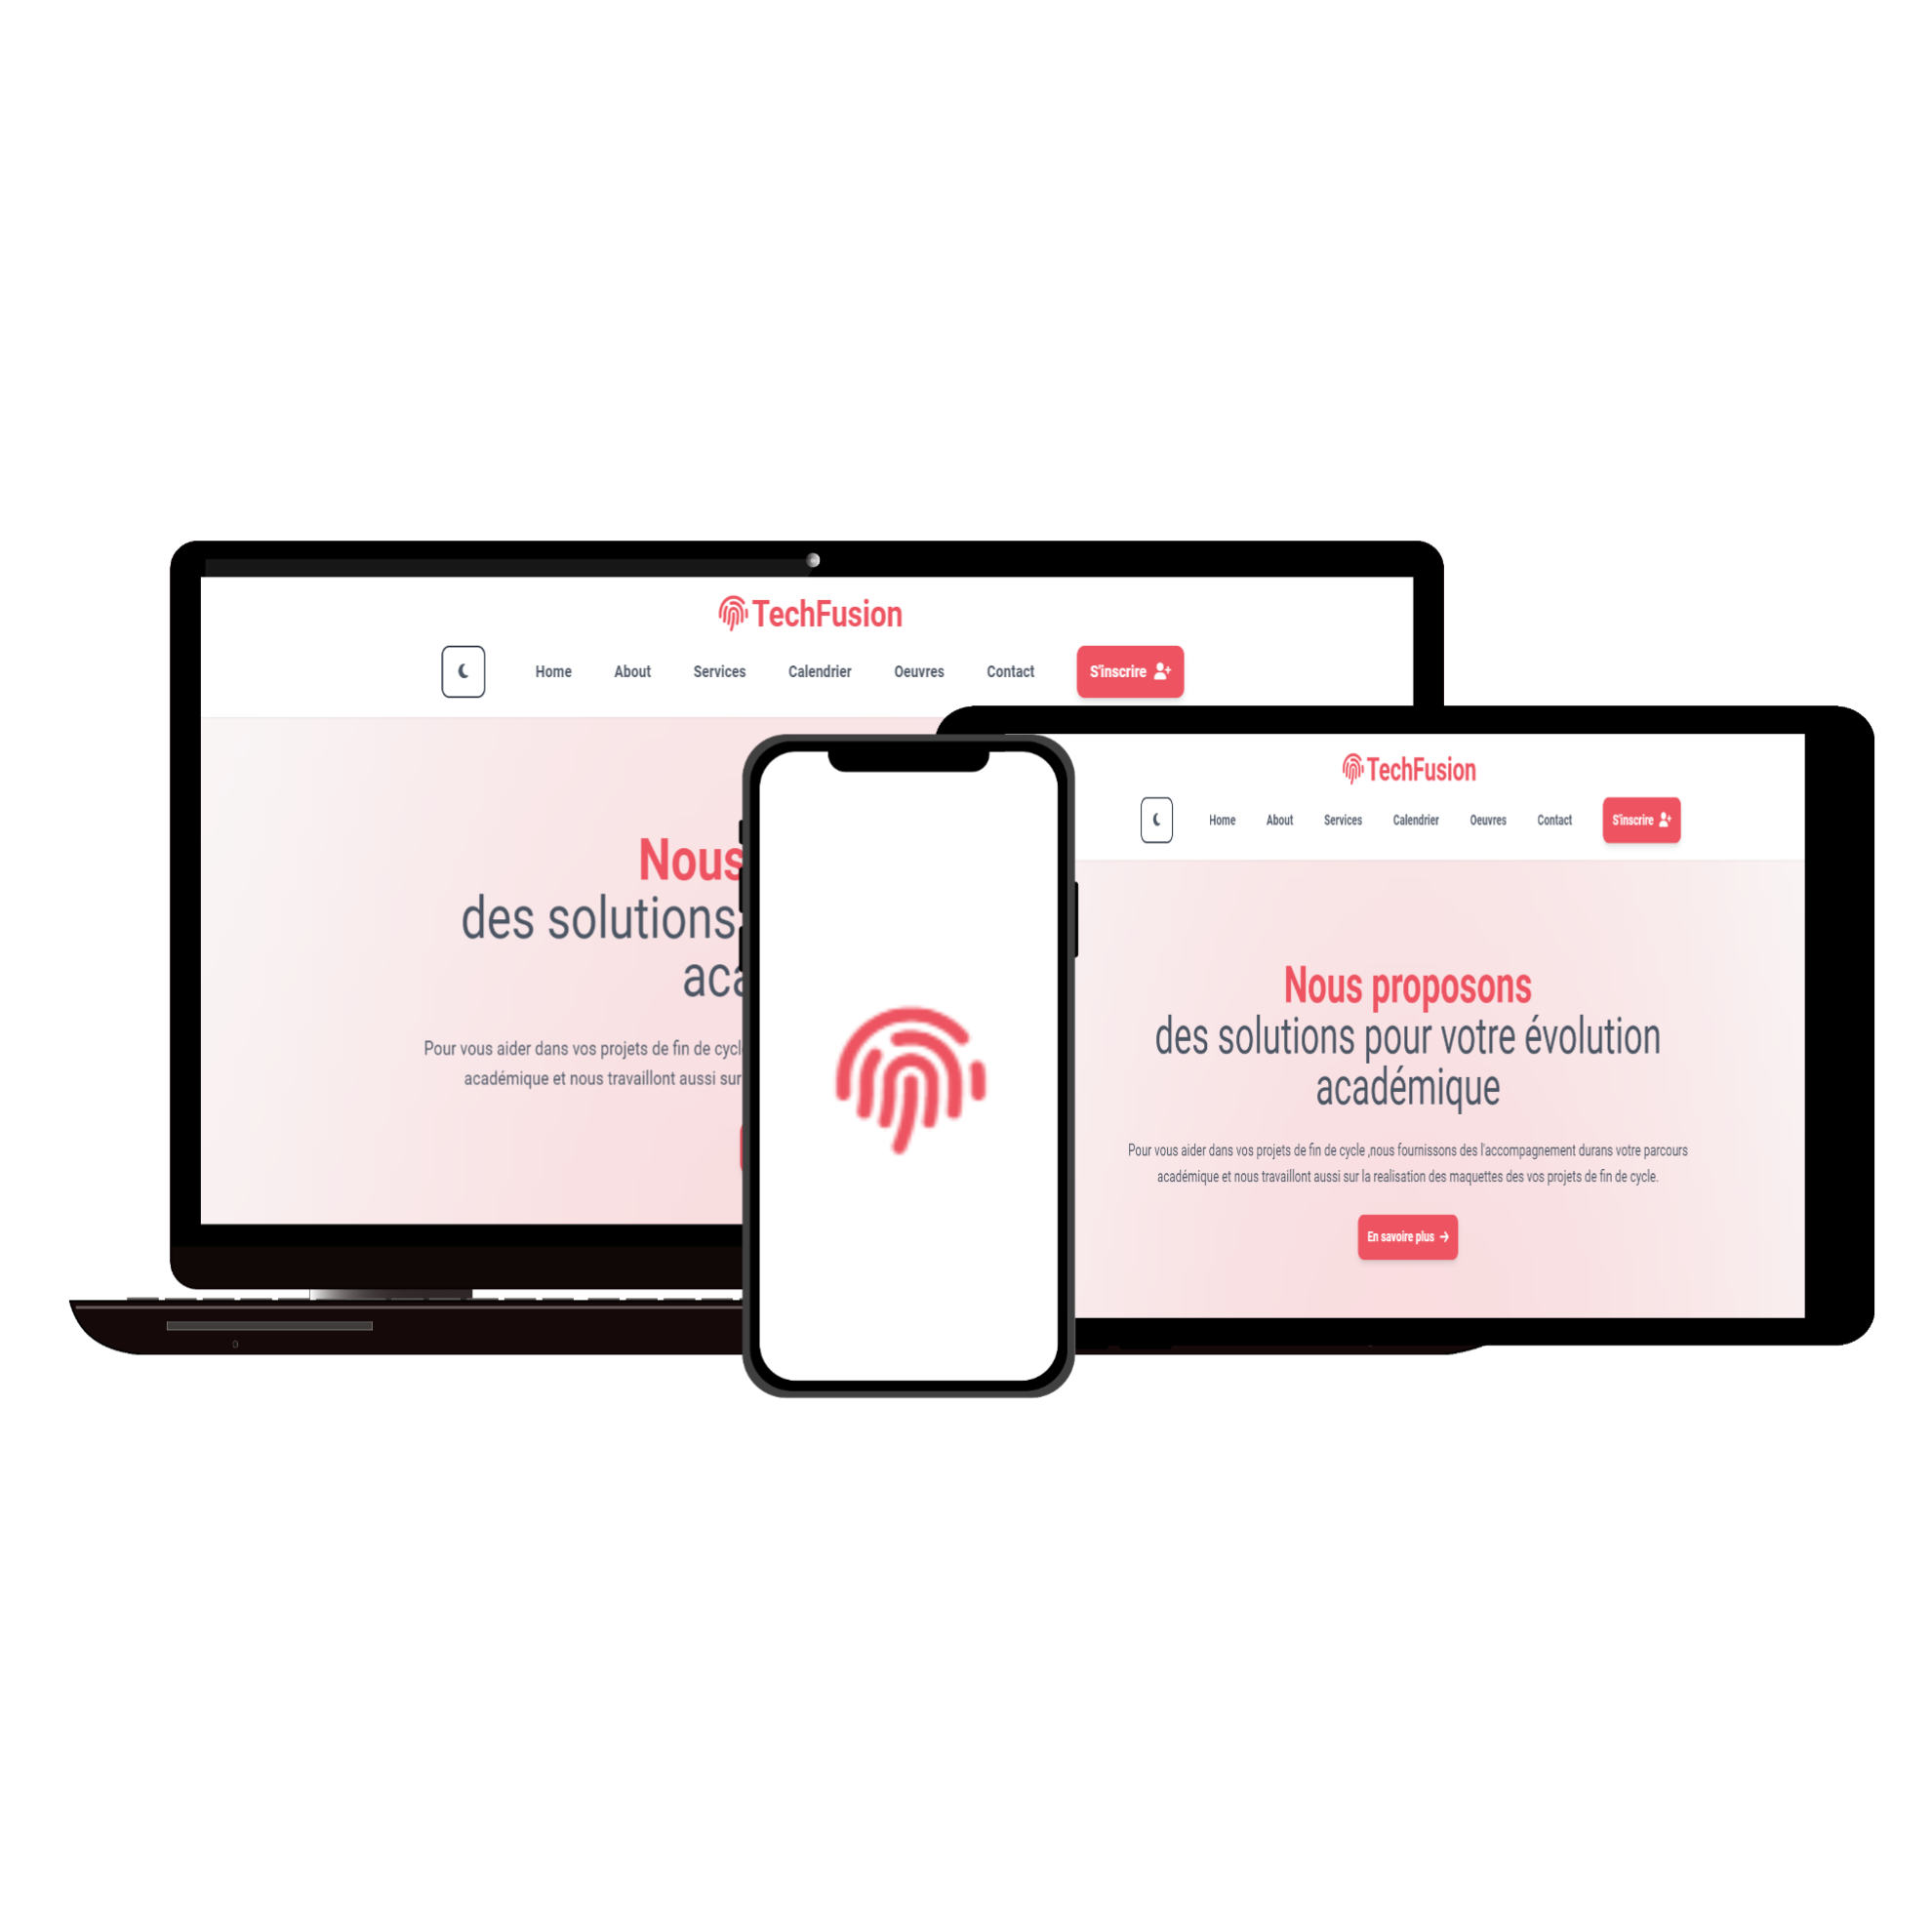 TechFusion
Home About Services Calendrier Oeuvres Contact S'inscrire
Nous
des solutions
Pour vous aider dans vos projets de fin de
académique et nous travaillont aussi sur
TechFusion
Home About Services Calendrier Oeuvres Contact S'inscrire
Nous proposons
des solutions pour votre évolution
académique
Pour vous aider dans vos projets de fin de cycle ,nous fournissons des l'accompagnement durans votre parcours
académique et nous travaillont aussi sur la realisation des maquettes des vos projets de fin de cycle.
En savoire plus